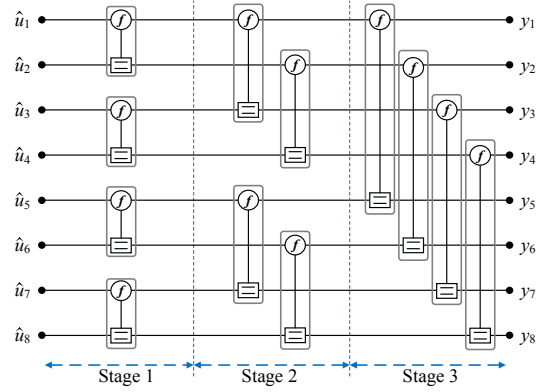 û1 f f f y1
û2 = f f y2
û3 f = f y3
û4 = = f y4
û5 f f = y5
û6 = f = y6
û7 f = = y7
û8 = = = y8
Stage 1 Stage 2 Stage 3